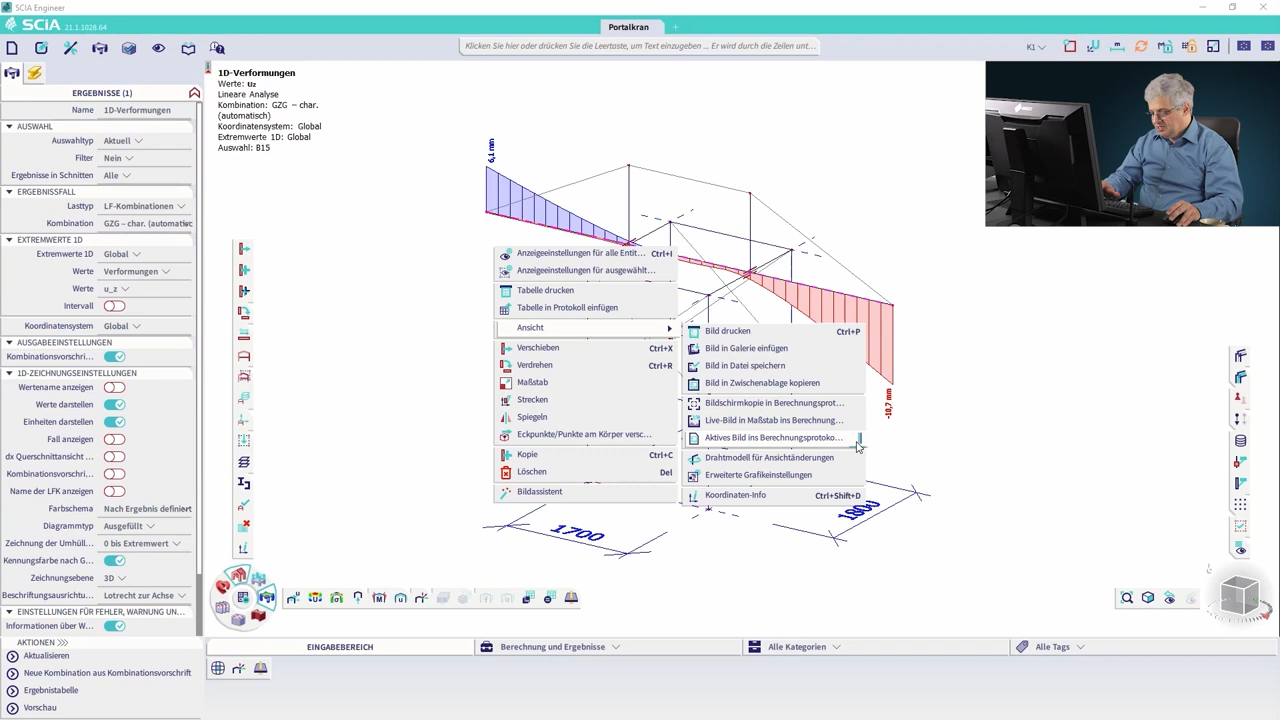 SCIA Engineer
SCIA 21.1.1028.64
Portalkran
Klicken Sie hier oder drücken Sie die Leertaste, um Text einzugeben ... Er wird durch die Zeilen unt...
K1
ERGEBNISSE (1)
Name 1D-Verformungen
AUSWAHL
Auswahltyp Aktuell
Filter Nein
Ergebnisse in Schnitten Alle
ERGEBNISSFALL
Lasttyp LF-Kombinationen
Kombination GZG – char. (automatisc
EXTREMWERTE 1D
Extremwerte 1D Global
Werte Verformungen
Werte u_z
Intervall
Koordinatensystem Global
AUSGABEEINSTELLUNGEN
Kombinationsvorschri...
1D-ZEICHNUNGSEINSTELLUNGEN
Wertename anzeigen
Werte darstellen
Einheiten darstellen
Fall anzeigen
dx Querschnittansicht ...
Kombinationsvorschri...
Name der LFK anzeigen
Farbschema Nach Ergebnis definiert
Diagrammtyp Ausgefüllt
Zeichnung der Umhüll... 0 bis Extremwert
Kennungsfarbe nach G...
Zeichnungsebene 3D
Beschriftungsausrichtu... Lotrecht zur Achse
EINSTELLUNGEN FÜR FEHLER, WARNUNG UN...
Informationen über W...
AKTIONEN >>>
Aktualisieren
Neue Kombination aus Kombinationsvorschrift
Ergebnistabelle
Vorschau
1D-Verformungen
Werte: uz
Lineare Analyse
Kombination: GZG – char.
(automatisch)
Koordinatensystem: Global
Extremwerte 1D: Global
Auswahl: B15
6,1 mm
-10,7 mm
1700
1800
Anzeigeeinstellungen für alle Entit... Ctrl+I
Anzeigeeinstellungen für ausgewählt...
Tabelle drucken
Tabelle in Protokoll einfügen
Ansicht
Verschieben Ctrl+X
Verdrehen Ctrl+R
Maßstab
Strecken
Spiegeln
Eckpunkte/Punkte am Körper versc...
Kopie Ctrl+C
Löschen Del
Bildassistent
Bild drucken Ctrl+P
Bild in Galerie einfügen
Bild in Datei speichern
Bild in Zwischenablage kopieren
Bildschirmkopie in Berechnungsprot...
Live-Bild in Maßstab ins Berechnung...
Aktives Bild ins Berechnungsprotoko...
Drahtmodell für Ansichtänderungen
Erweiterte Grafikeinstellungen
Koordinaten-Info Ctrl+Shift+D
EINGABEBEREICH
Berechnung und Ergebnisse
Alle Kategorien
Alle Tags